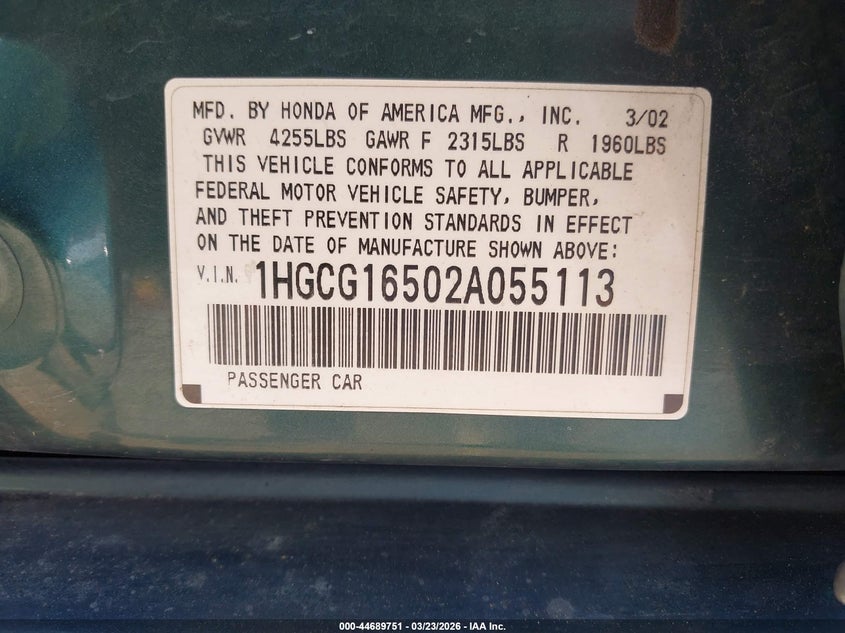 MFD. BY HONDA OF AMERICA MFG., INC. 3/02
GVWR 4255LBS GAWR F 2315LBS R 1960LBS
THIS VEHICLE CONFORMS TO ALL APPLICABLE
FEDERAL MOTOR VEHICLE SAFETY, BUMPER,
AND THEFT PREVENTION STANDARDS IN EFFECT
ON THE DATE OF MANUFACTURE SHOWN ABOVE:
V.I.N. 1HGCG16502A055113
PASSENGER CAR
000-44689751 — 03/23/2026 - IAA Inc.